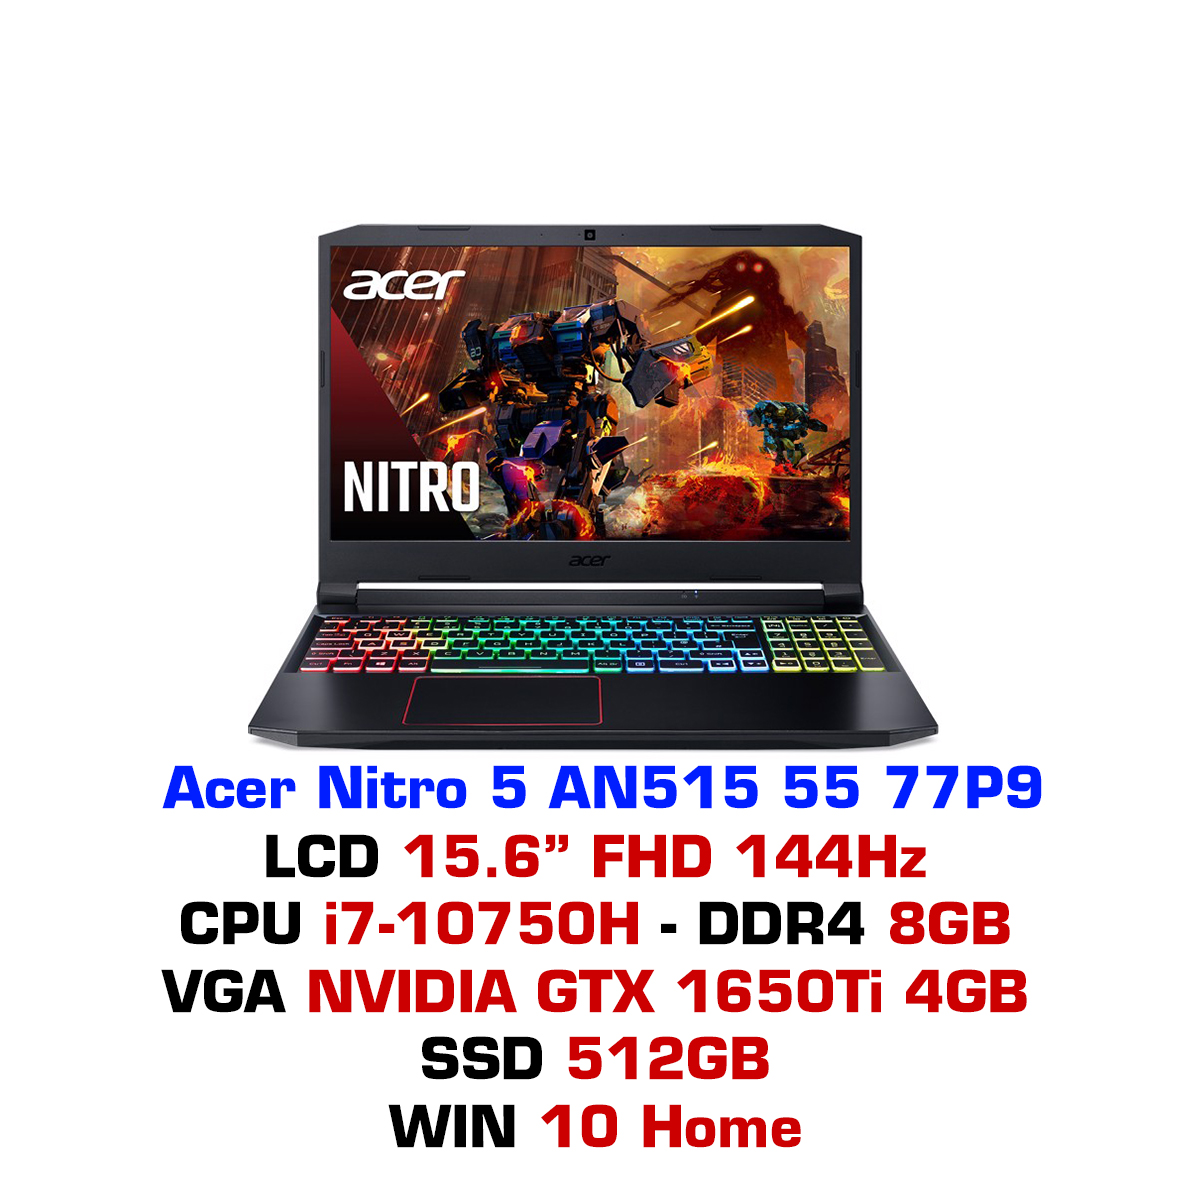 acer
NITRO
acer
Acer Nitro 5 AN515 55 77P9
LCD 15.6” FHD 144Hz
CPU i7-10750H - DDR4 8GB
VGA NVIDIA GTX 1650Ti 4GB
SSD 512GB
WIN 10 Home